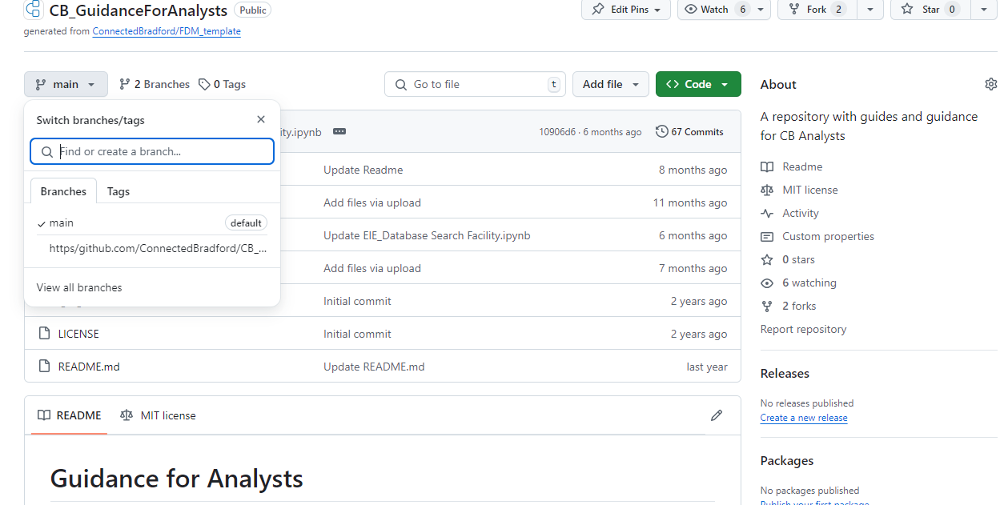 CB_GuidanceForAnalysts Public Edit Pins Watch 6 Fork 2 Star 0
generated from ConnectedBradford/FDM_template
main 2 Branches 0 Tags Go to file t Add file Code
Switch branches/tags
Find or create a branch...
Branches Tags
main default
https/github.com/ConnectedBradford/CB_...
View all branches
ity.ipynb 10906d6 · 6 months ago 67 Commits
Update Readme 8 months ago
Add files via upload 11 months ago
Update EIE_Database Search Facility.ipynb 6 months ago
Add files via upload 7 months ago
Initial commit 2 years ago
LICENSE Initial commit 2 years ago
README.md Update README.md last year
README MIT license
Guidance for Analysts
About
A repository with guides and guidance
for CB Analysts
Readme
MIT license
Activity
Custom properties
0 stars
6 watching
2 forks
Report repository
Releases
No releases published
Create a new release
Packages
No packages published
Publish your first package